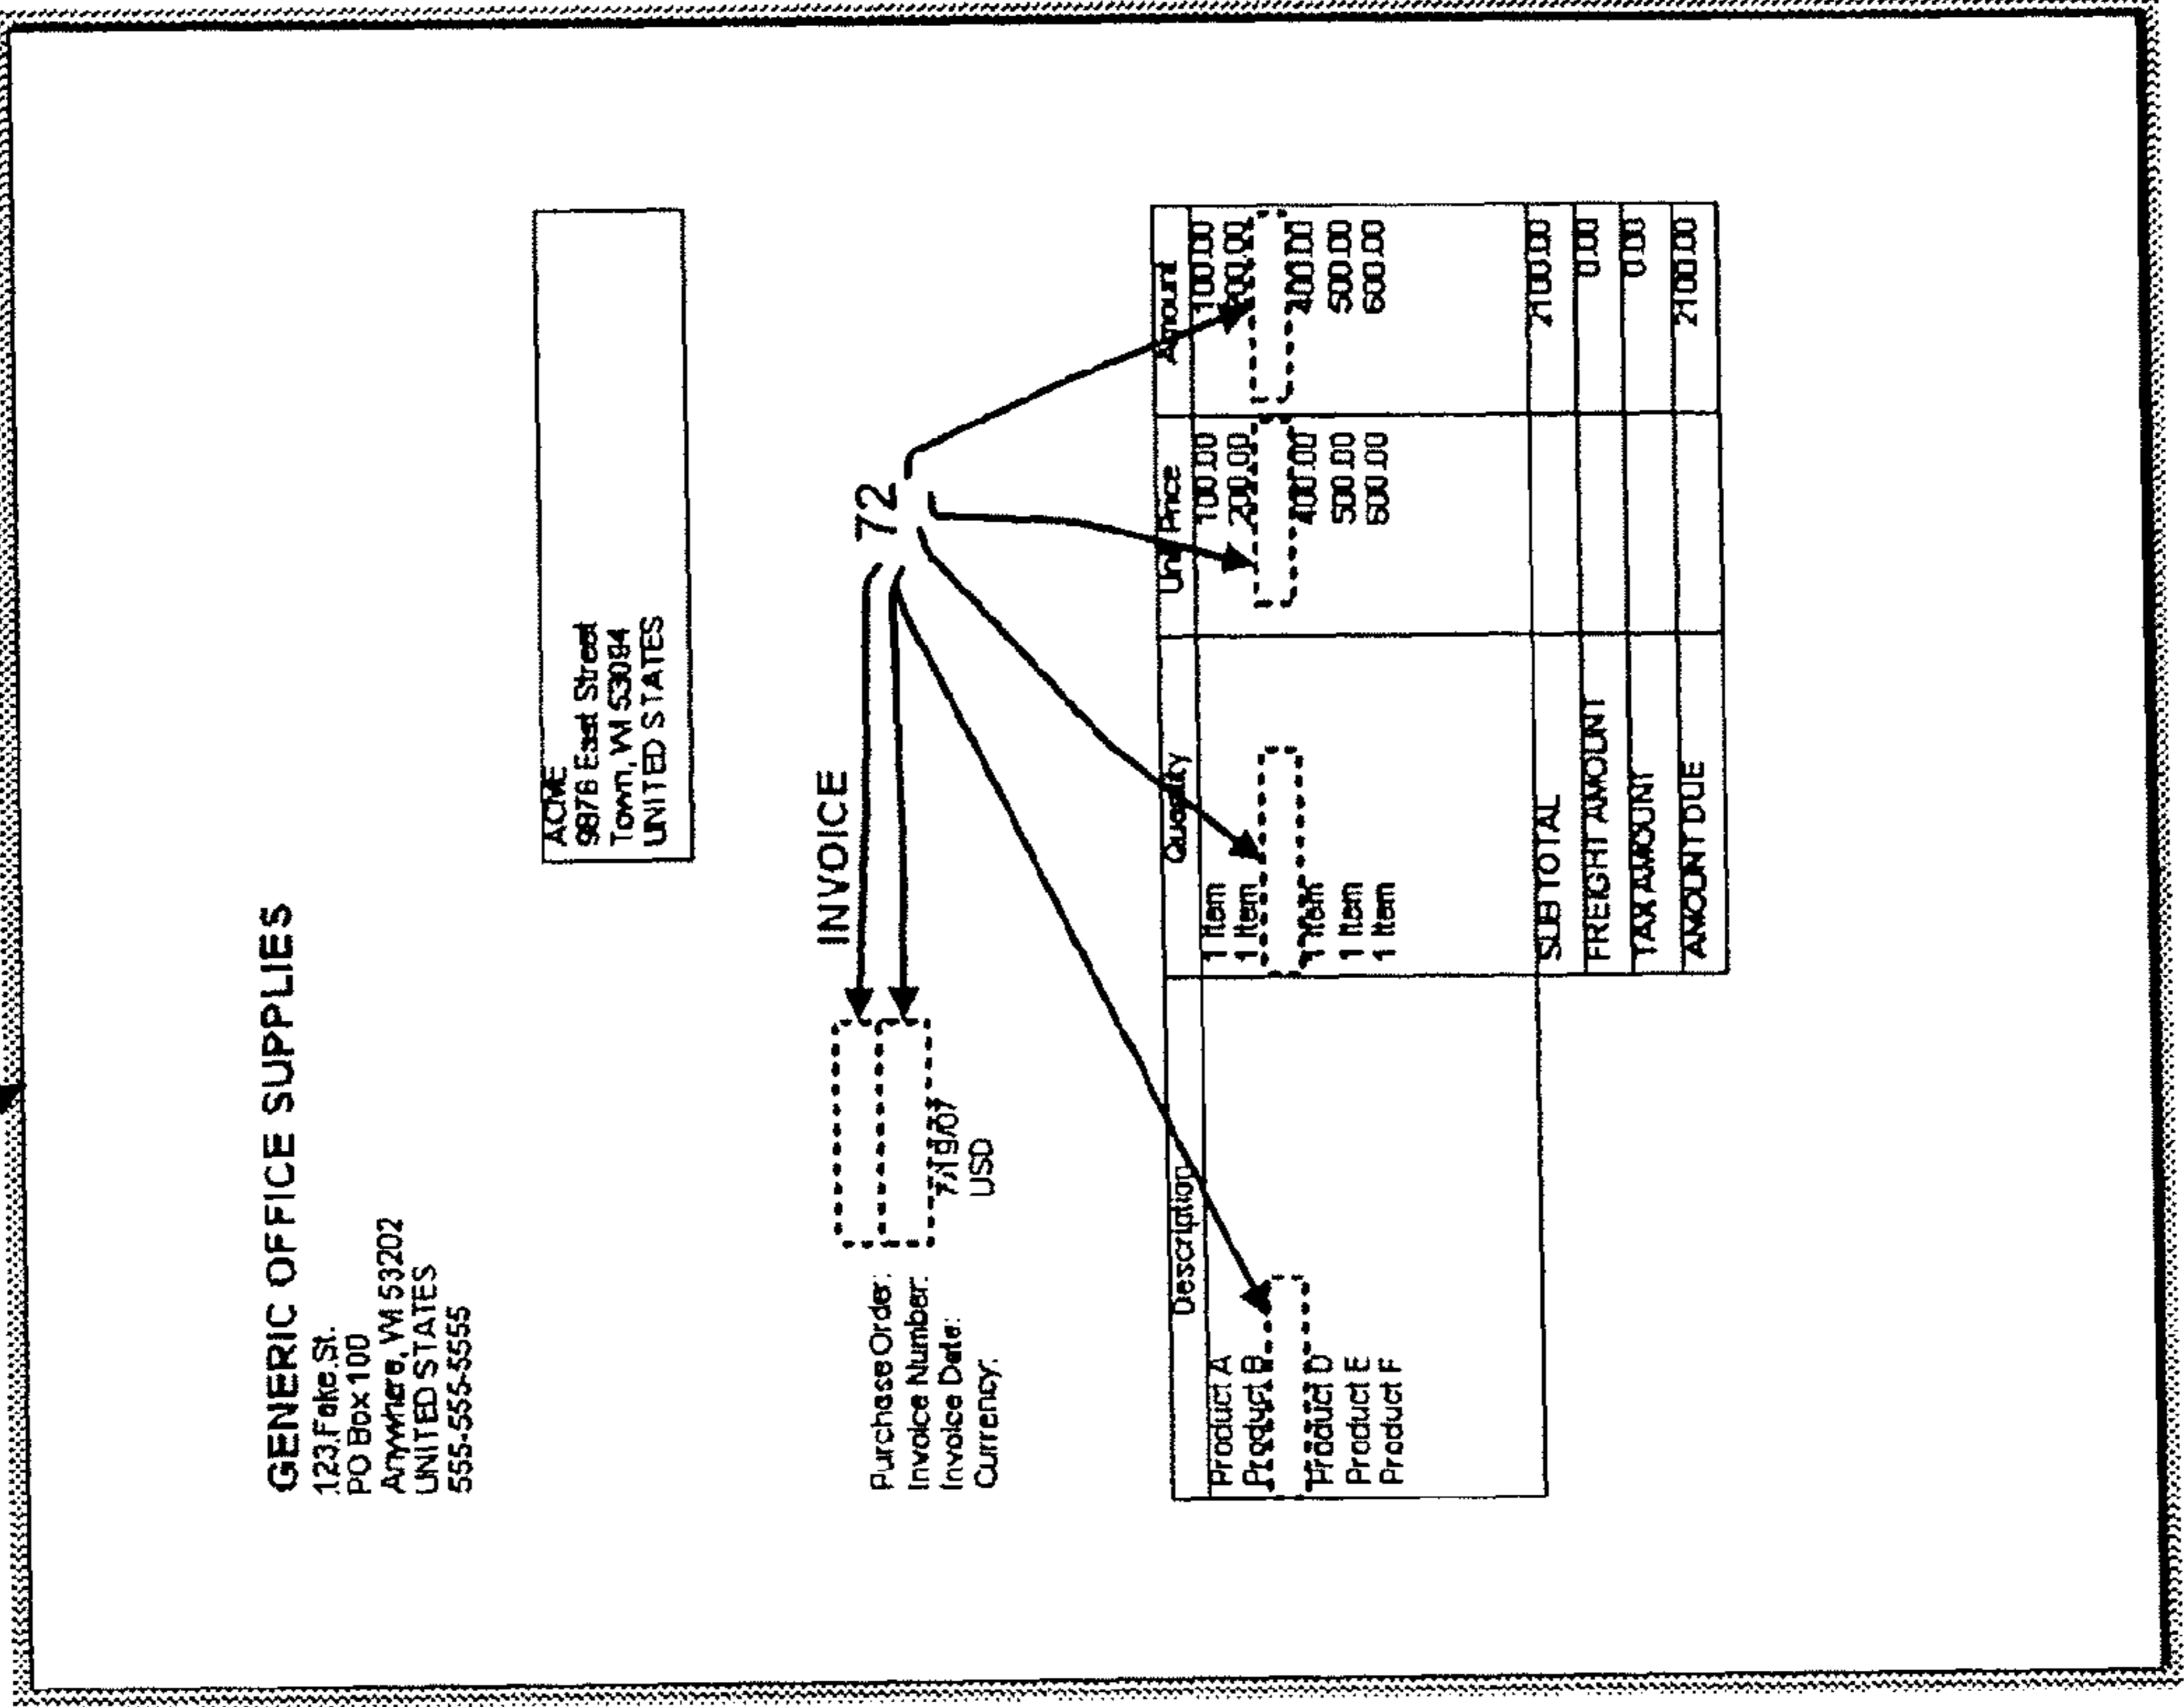 GENERIC OFFICE SUPPLIES
123 Fake St.
PO Box 100
Anywhere, WI 53202
UNITED STATES
555-555-5555
ACME
9876 East Street
Town, WI 53094
UNITED STATES
INVOICE
72
Purchase Order:
Invoice Number:
Invoice Date: 7/19/07
Currency: USD
Description Quantity Unit Price Amount
Product A 1 Item 100.00 100.00
Product B 1 Item 200.00 200.00
Product D 1 Item 400.00 400.00
Product E 1 Item 500.00 500.00
Product F 1 Item 600.00 600.00
SUBTOTAL 2100.00
FREIGHT AMOUNT 0.00
TAX AMOUNT 0.00
AMOUNT DUE 2100.00